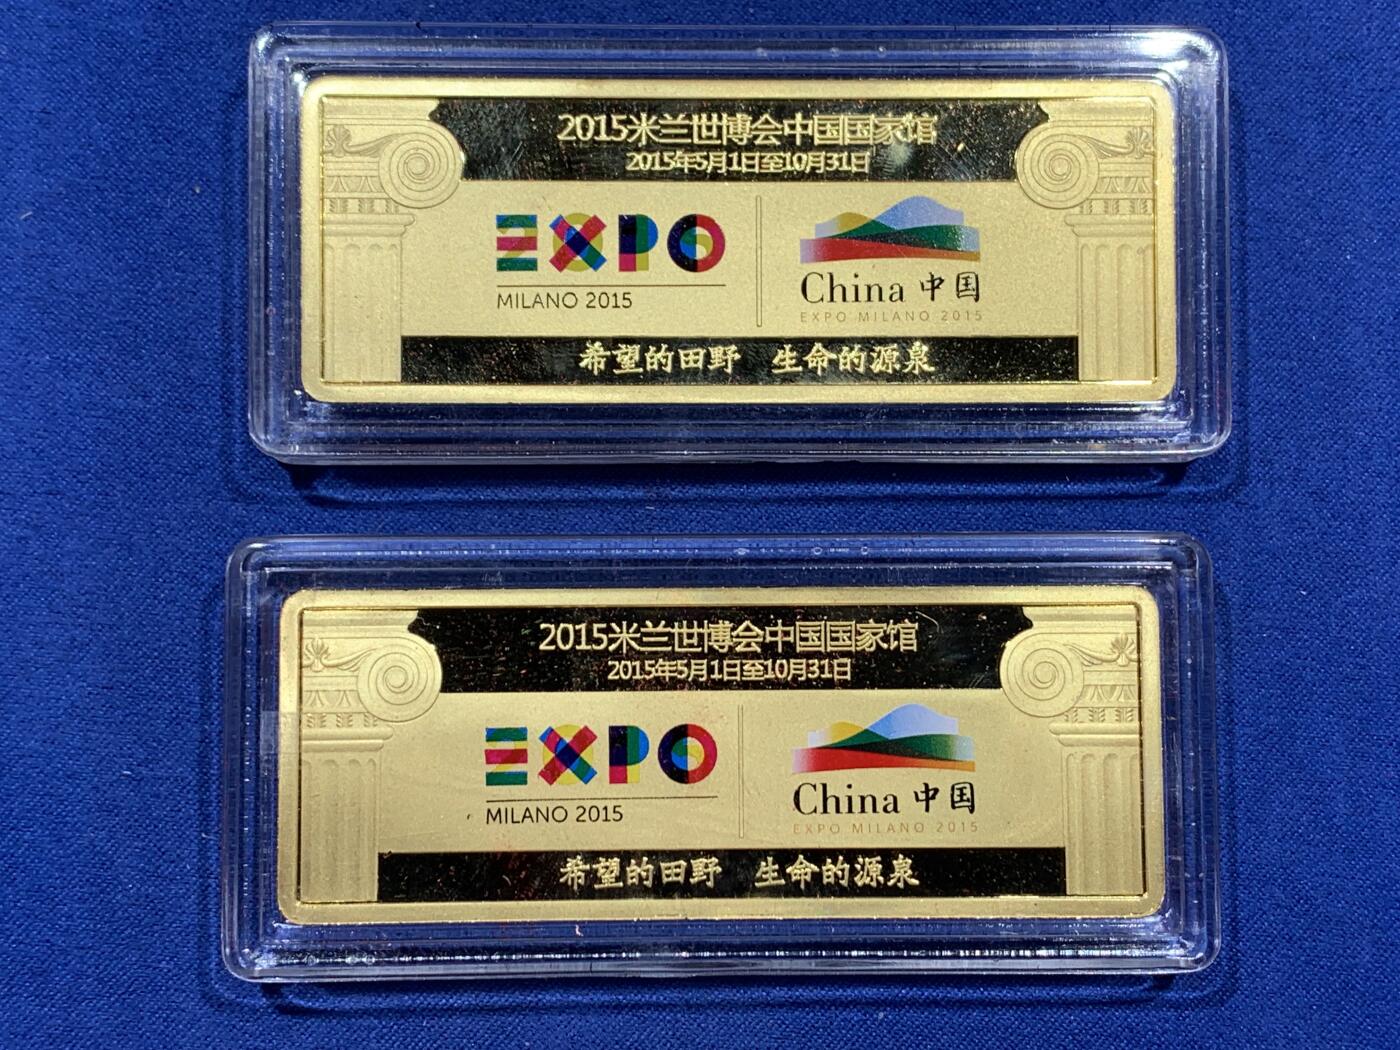 2015米兰世博会中国国家馆
2015年5月1日至10月31日
EXPO
MILANO 2015
China 中国
EXPO MILANO 2015
希望的田野 生命的源泉
2015米兰世博会中国国家馆
2015年5月1日至10月31日
EXPO
MILANO 2015
China 中国
EXPO MILANO 2015
希望的田野 生命的源泉